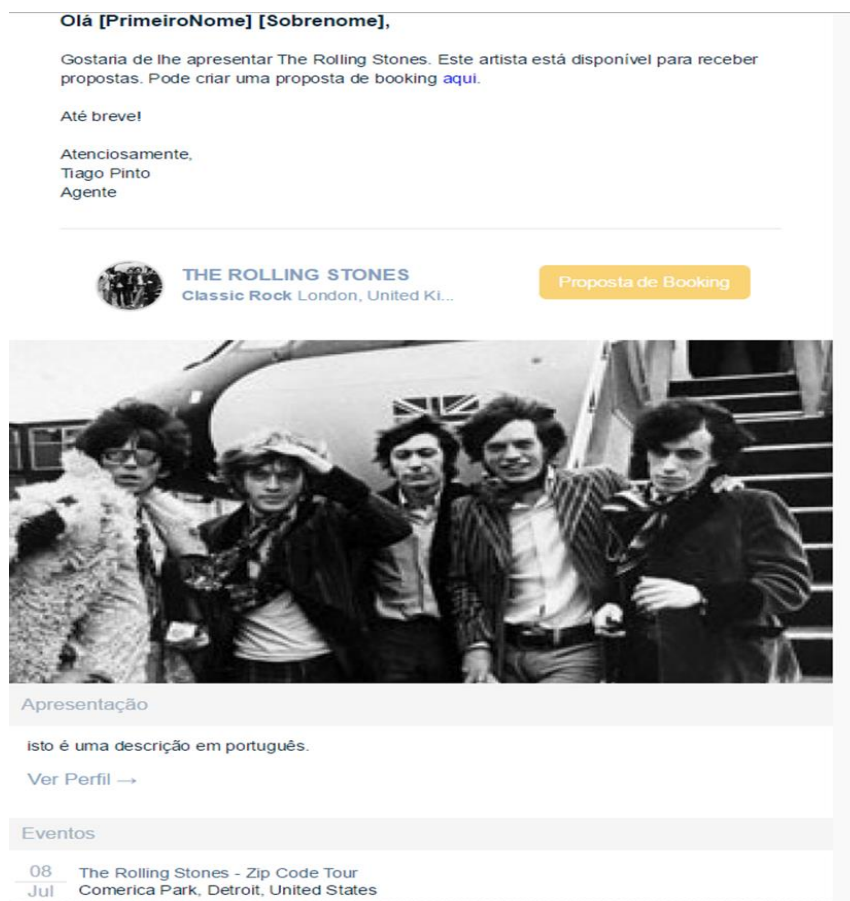 Olá [PrimeiroNome] [Sobrenome],
Gostaria de lhe apresentar The Rolling Stones. Este artista está disponível para receber
propostas. Pode criar uma proposta de booking aqui.
Até breve!
Atenciosamente,
Tiago Pinto
Agente
THE ROLLING STONES
Classic Rock London, United Ki...
Proposta de Booking
Apresentação
isto é uma descrição em português.
Ver Perfil →
Eventos
08
Jul
The Rolling Stones - Zip Code Tour
Comerica Park, Detroit, United States